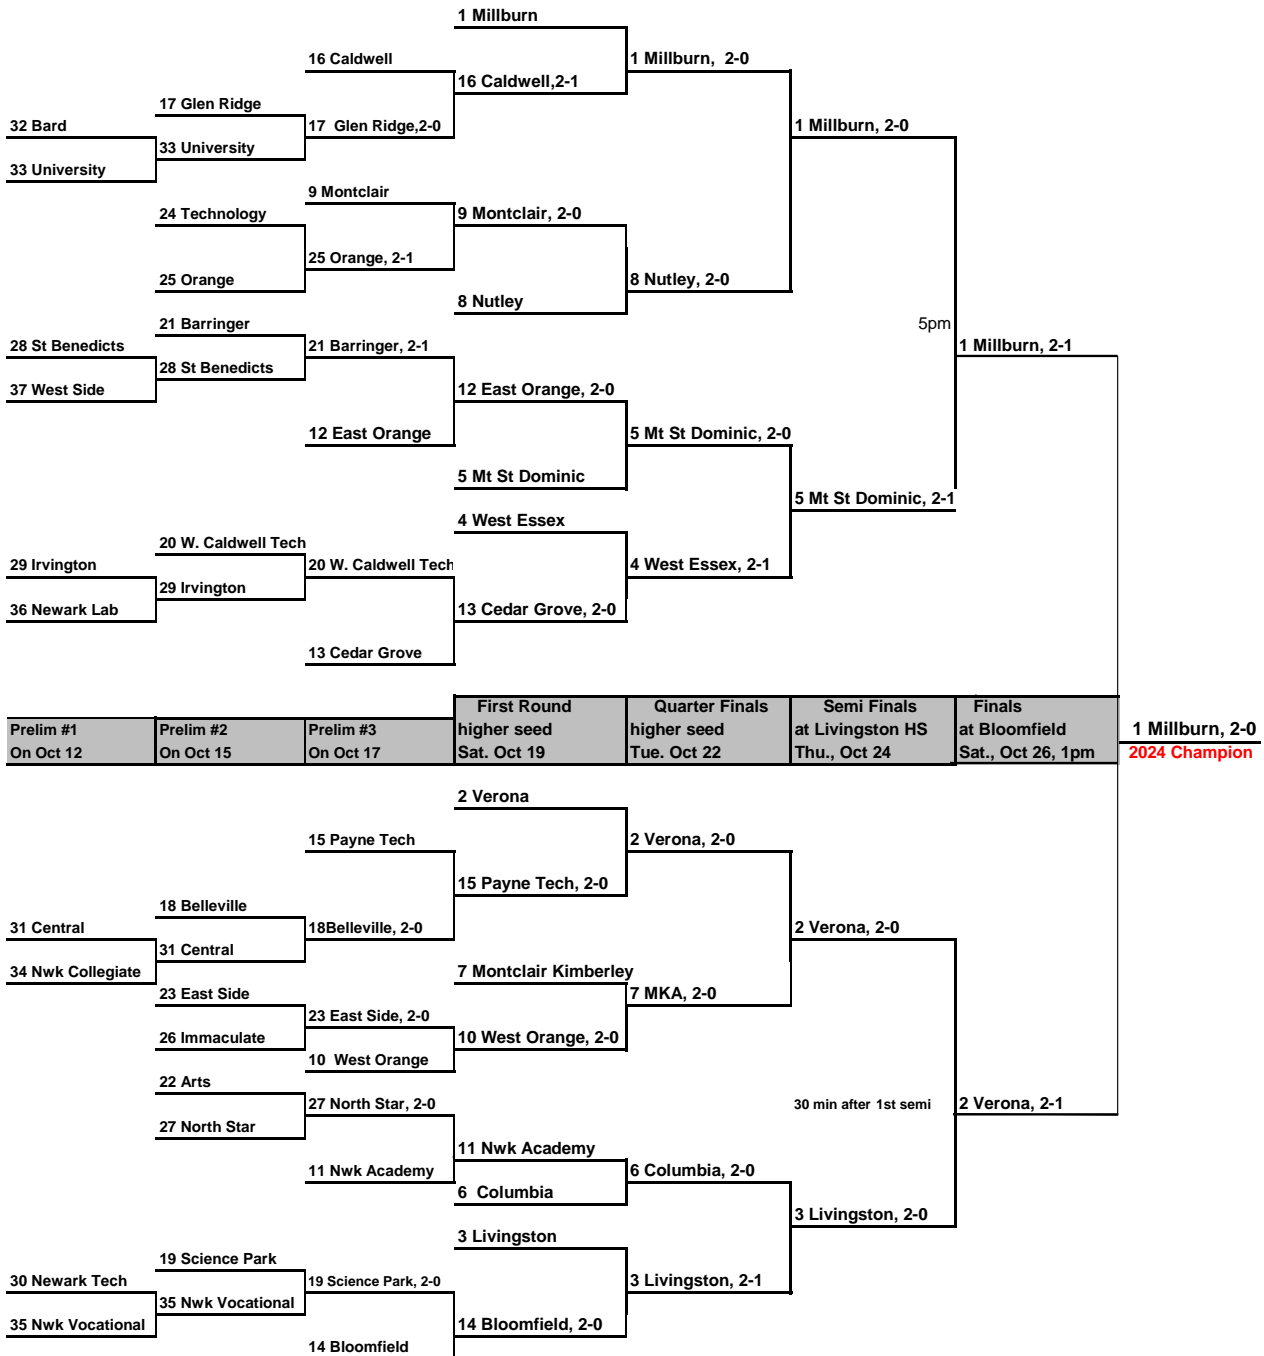 1 Millburn
16 Caldwell
1 Millburn,  2-0
16 Caldwell,2-1
17 Glen Ridge
32 Bard
17  Glen Ridge,2-0
1 Millburn, 2-0
33 University
33 University
9 Montclair
24 Technology
9 Montclair, 2-0
25 Orange, 2-1
25 Orange
8 Nutley, 2-0
8 Nutley
21 Barringer
5pm
28 St Benedicts
21 Barringer, 2-1
1 Millburn, 2-1
28 St Benedicts
37 West Side
12 East Orange, 2-0
12 East Orange
5 Mt St Dominic, 2-0
5 Mt St Dominic
5 Mt St Dominic, 2-1
4 West Essex
20 W. Caldwell Tech
29 Irvington
20 W. Caldwell Tech
4 West Essex, 2-1
29 Irvington
36 Newark Lab
13 Cedar Grove, 2-0
13 Cedar Grove
Prelim #1
On Oct 12
Prelim #2
On Oct 15
Prelim #3
On Oct 17
First Round
higher seed
Sat. Oct 19
Quarter Finals
higher seed
Tue. Oct 22
Semi Finals
at Livingston HS
Thu., Oct 24
Finals
at Bloomfield
Sat., Oct 26, 1pm
1 Millburn, 2-0
2024 Champion
2 Verona
15 Payne Tech
2 Verona, 2-0
15 Payne Tech, 2-0
18 Belleville
31 Central
18Belleville, 2-0
2 Verona, 2-0
31 Central
34 Nwk Collegiate
7 Montclair Kimberley
23 East Side
7 MKA, 2-0
23 East Side, 2-0
26 Immaculate
10 West Orange, 2-0
10  West Orange
22 Arts
27 North Star, 2-0
30 min after 1st semi
2 Verona, 2-1
27 North Star
11 Nwk Academy
11 Nwk Academy
6 Columbia, 2-0
6  Columbia
3 Livingston, 2-0
3 Livingston
19 Science Park
30 Newark Tech
19 Science Park, 2-0
3 Livingston, 2-1
35 Nwk Vocational
35 Nwk Vocational
14 Bloomfield, 2-0
14 Bloomfield